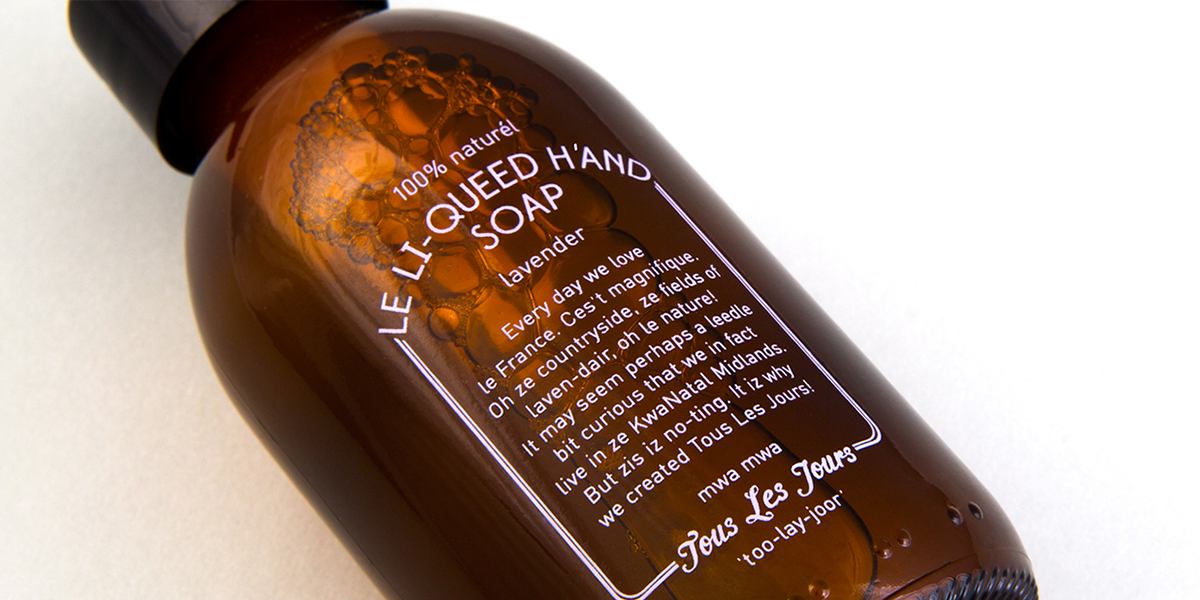 100% naturél
LE LI-QUEED H'AND
SOAP
lavender
Every day we love
le France. Ces't magnifique.
Oh ze countryside, ze fields of
laven-dair, oh le nature!
It may seem perhaps a leedle
bit curious that we in fact
live in ze KwaNatal Midlands.
But zis iz no-ting. It iz why
we created Tous Les Jours!
mwa mwa
Tous Les Jours
'too-lay-joor'